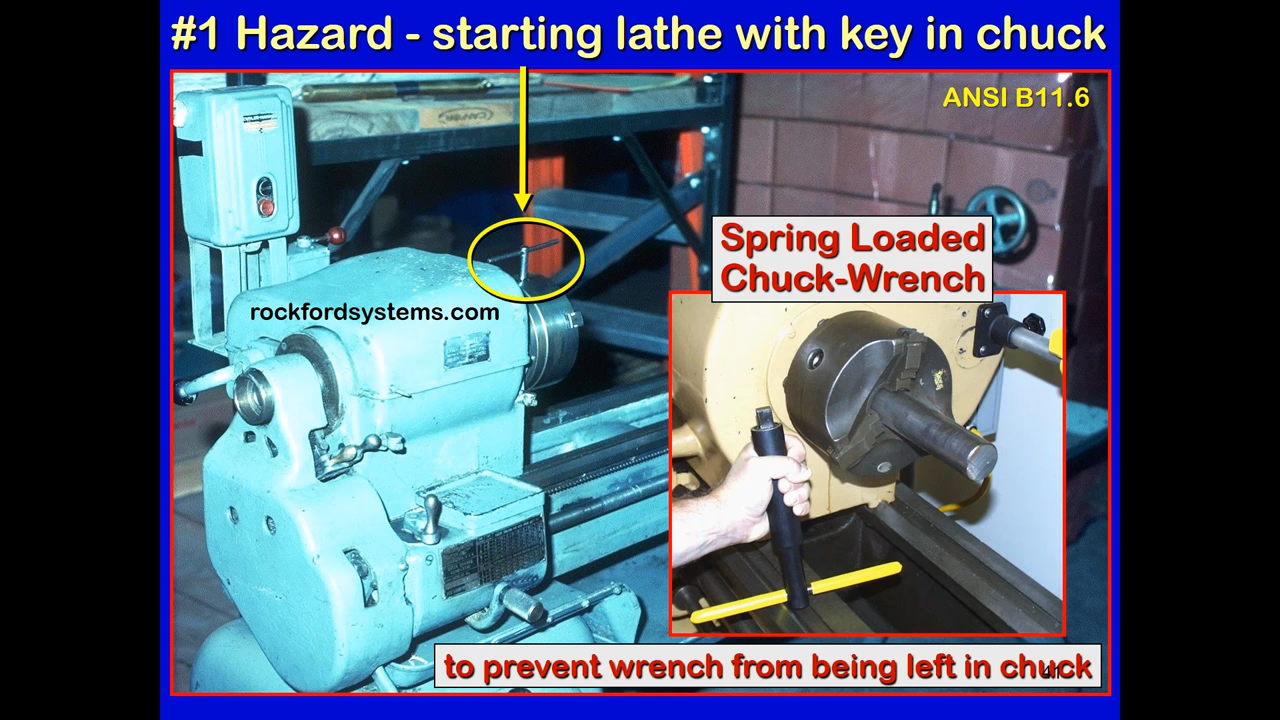 #1 Hazard - starting lathe with key in chuck
ANSI B11.6
Spring Loaded
Chuck-Wrench
rockfordsystems.com
to prevent wrench from being left in chuck
41